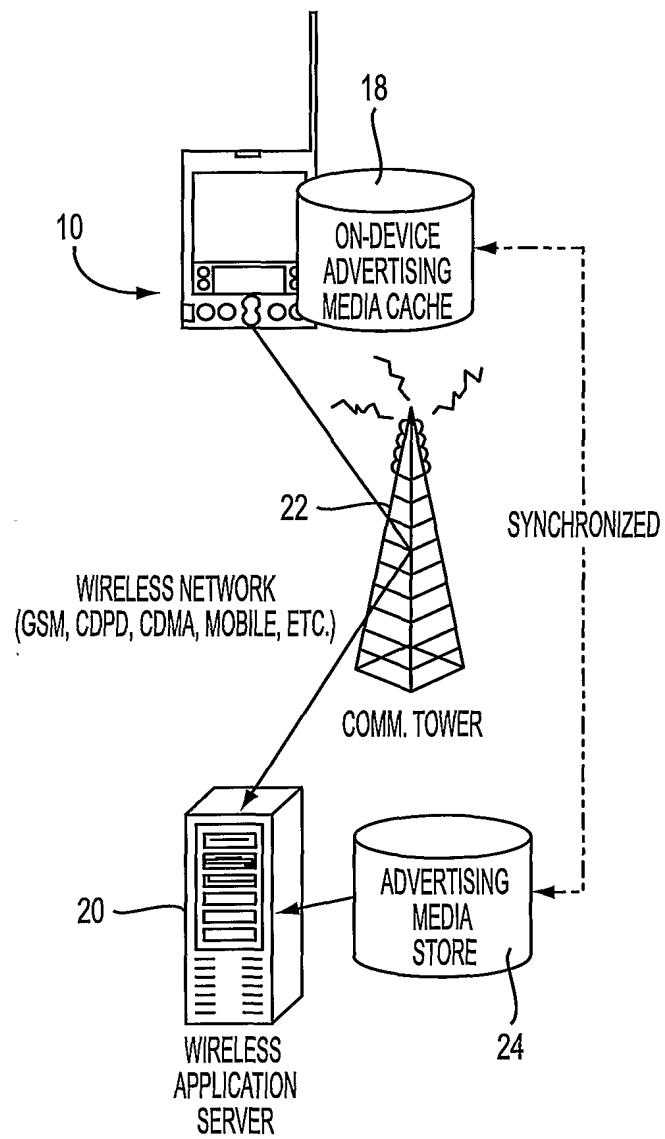 18
10
ON-DEVICE
ADVERTISING
MEDIA CACHE
22
SYNCHRONIZED
WIRELESS NETWORK
(GSM, CDPD, CDMA, MOBILE, ETC.)
COMM. TOWER
20
ADVERTISING
MEDIA
STORE
24
WIRELESS
APPLICATION
SERVER